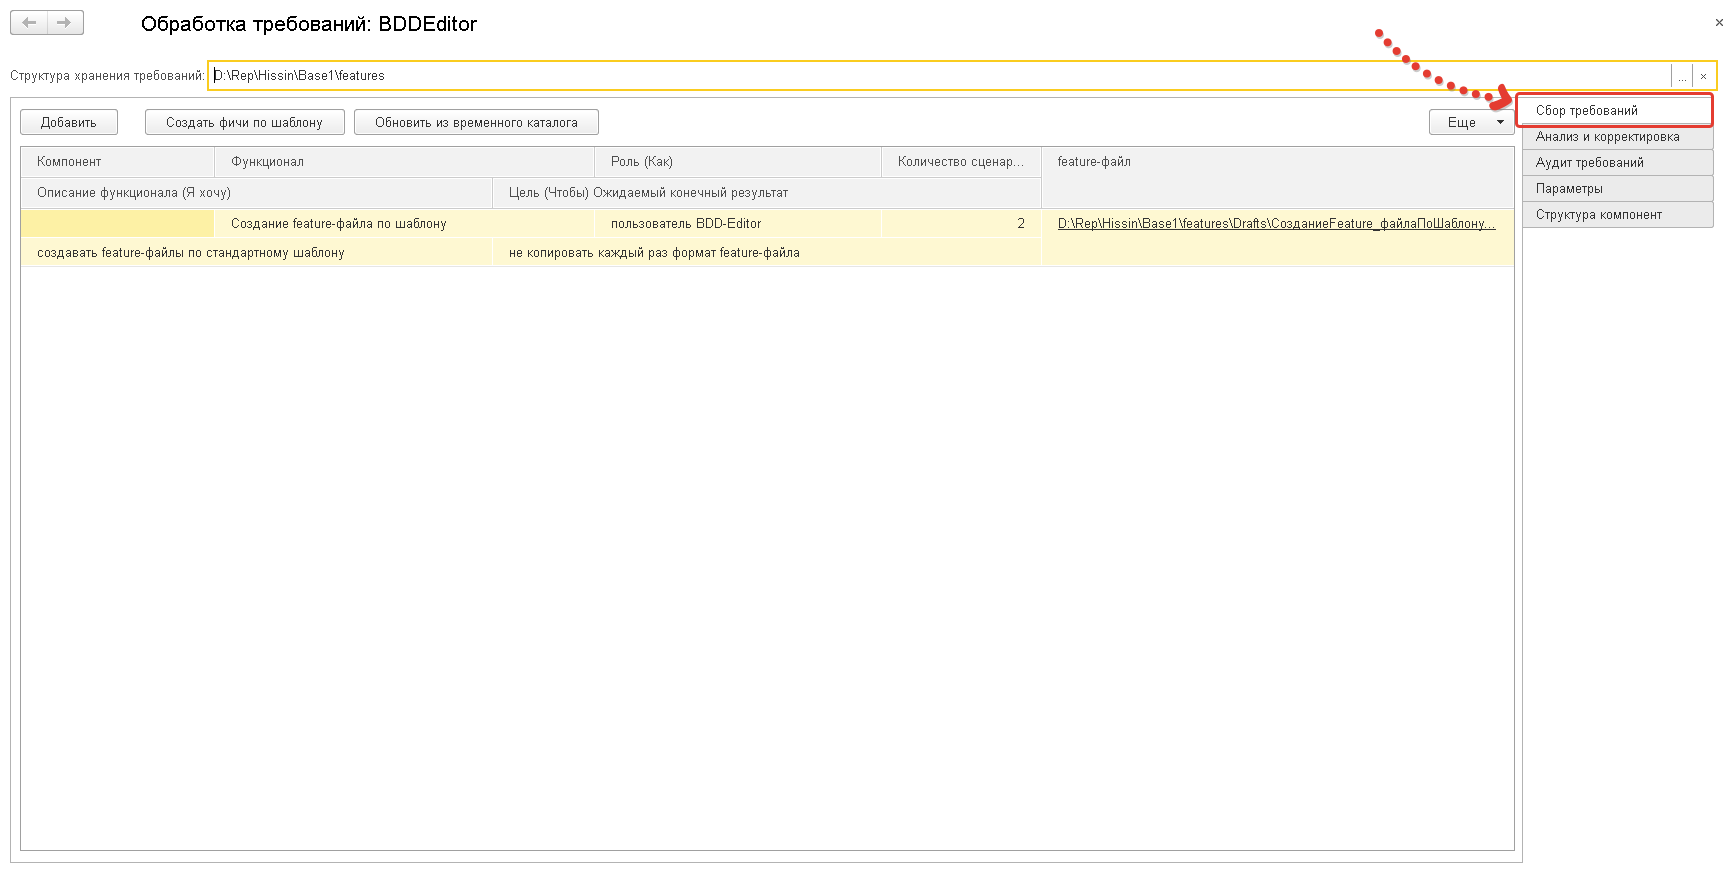 Обработка требований: BDDEditor
Структура хранения требований: D:\Rep\Hissin\Base1\features
Добавить Создать фичи по шаблону Обновить из временного каталога Еще
Сбор требований
Анализ и корректировка
Аудит требований
Параметры
Структура компонент
Компонент Функционал Роль (Как) Количество сценар... feature-файл
Описание функционала (Я хочу) Цель (Чтобы) Ожидаемый конечный результат
Создание feature-файла по шаблону пользователь BDD-Editor 2 D:\Rep\Hissin\Base1\features\Drafts\СозданиеFeature_файлаПоШаблону...
создавать feature-файлы по стандартному шаблону не копировать каждый раз формат feature-файла